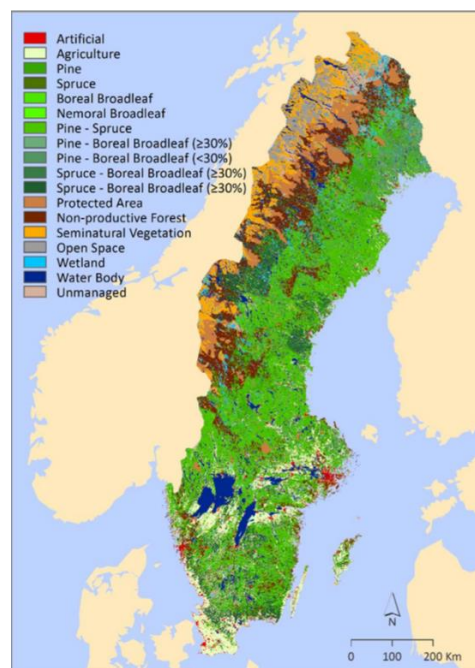 Artificial
Agriculture
Pine
Spruce
Boreal Broadleaf
Nemoral Broadleaf
Pine - Spruce
Pine - Boreal Broadleaf (≥30%)
Pine - Boreal Broadleaf (<30%)
Spruce - Boreal Broadleaf (≥30%)
Spruce - Boreal Broadleaf (≥30%)
Protected Area
Non-productive Forest
Seminatural Vegetation
Open Space
Wetland
Water Body
Unmanaged
N
0 100 200 Km